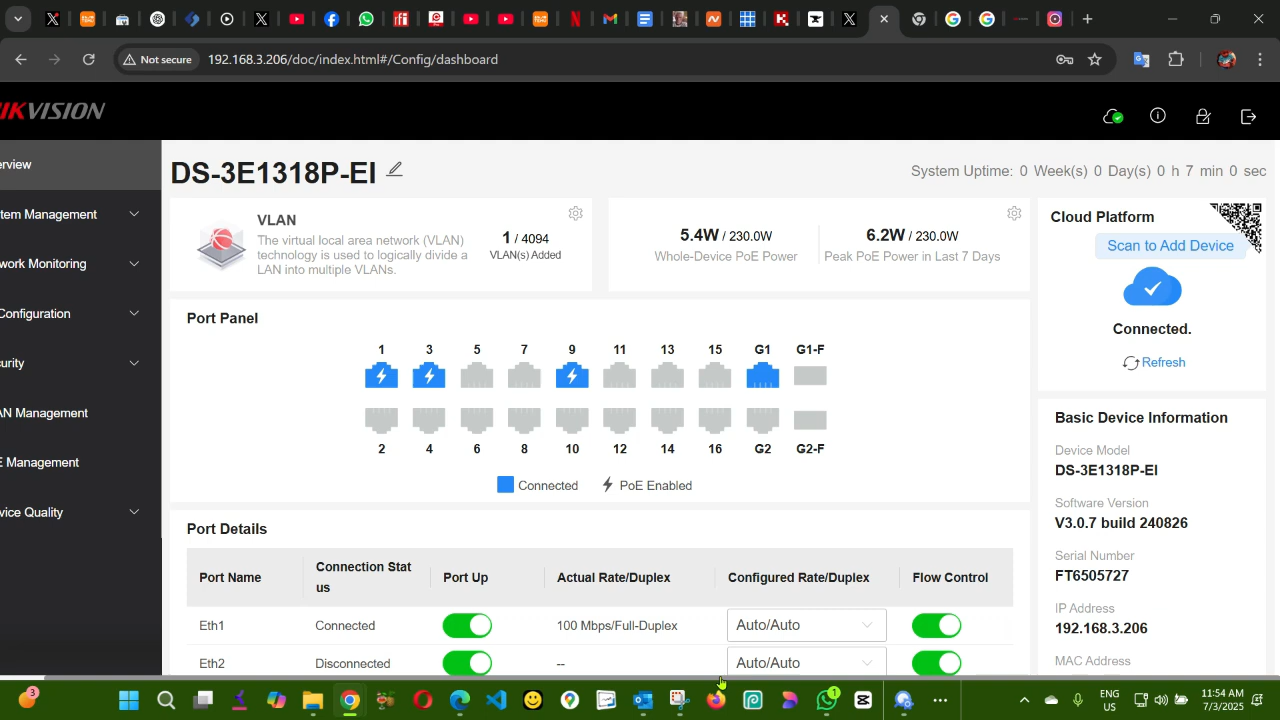 Not secure
192.168.3.206/doc/index.html#/Config/dashboard
IKVISION
erview
tem Management
work Monitoring
Configuration
curity
AN Management
E Management
vice Quality
DS-3E1318P-EI
System Uptime: 0 Week(s) 0 Day(s) 0 h 7 min 0 sec
VLAN
The virtual local area network (VLAN)
technology is used to logically divide a
LAN into multiple VLANs.
1 / 4094
VLAN(s) Added
5.4W / 230.0W
Whole-Device PoE Power
6.2W / 230.0W
Peak PoE Power in Last 7 Days
Cloud Platform
Scan to Add Device
Connected.
Refresh
Port Panel
1 3 5 7 9 11 13 15 G1 G1-F
2 4 6 8 10 12 14 16 G2 G2-F
Connected PoE Enabled
Basic Device Information
Device Model
DS-3E1318P-EI
Software Version
V3.0.7 build 240826
Serial Number
FT6505727
IP Address
192.168.3.206
MAC Address
Port Details
Port Name Connection Stat
us Port Up Actual Rate/Duplex Configured Rate/Duplex Flow Control
Eth1 Connected 100 Mbps/Full-Duplex Auto/Auto
Eth2 Disconnected -- Auto/Auto
3
1
ENG
US
11:54 AM
7/3/2025